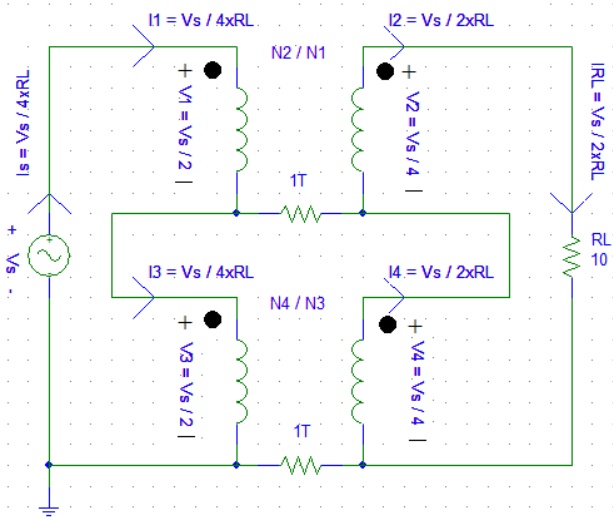 I1 = Vs / 4xRL
I2 = Vs / 2xRL
N2 / N1
+
+
Is = Vs / 4xRL
V1 = Vs / 2
V2 = Vs / 4
IRL = Vs / 2xRL
1T
+ Vs -
+
RL
10
I3 = Vs / 4xRL
I4 = Vs / 2xRL
N4 / N3
+
+
V3 = Vs / 2
V4 = Vs / 4
1T